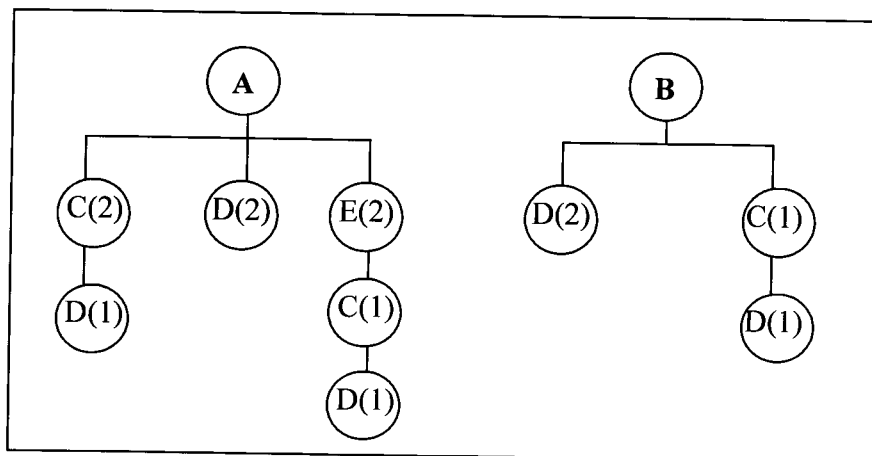 A B
C(2) D(2) E(2) D(2) C(1)
D(1) C(1) D(1)
D(1)